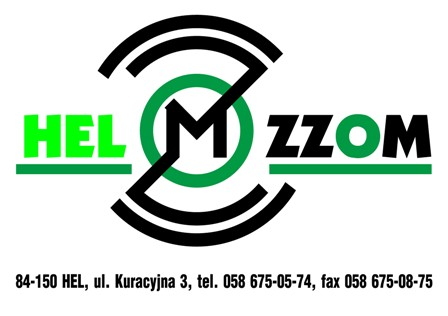 HEL M ZZOM
84-150 HEL, ul. Kuracyjna 3, tel. 058 675-05-74, fax 058 675-08-75